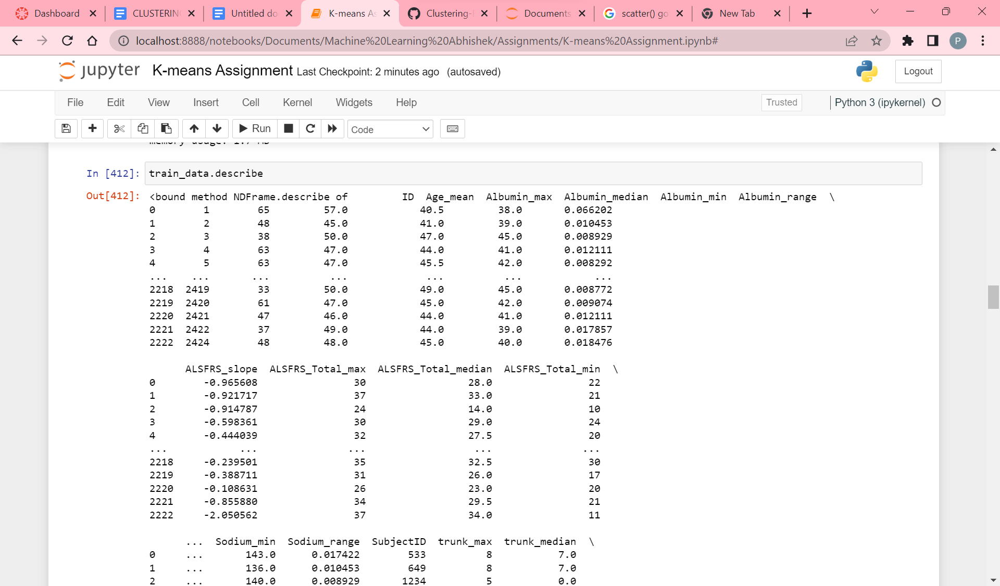 Dashboard CLUSTERIN Untitled do K-means As Clustering- Documents scatter() go New Tab
localhost:8888/notebooks/Documents/Machine%20Learning%20Abhishek/Assignments/K-means%20Assignment.ipynb# P
jupyter K-means Assignment Last Checkpoint: 2 minutes ago (autosaved) Logout
File Edit View Insert Cell Kernel Widgets Help Trusted Python 3 (ipykernel)
Run Code
In [412]: train_data.describe
Out[412]: <bound method NDFrame.describe of ID Age_mean Albumin_max Albumin_median Albumin_min Albumin_range \
0 1 65 57.0 40.5 38.0 0.066202
1 2 48 45.0 41.0 39.0 0.010453
2 3 38 50.0 47.0 45.0 0.008929
3 4 63 47.0 44.0 41.0 0.012111
4 5 63 47.0 45.5 42.0 0.008292
... ... ... ... ... ... ...
2218 2419 33 50.0 49.0 45.0 0.008772
2219 2420 61 47.0 45.0 42.0 0.009074
2220 2421 47 46.0 44.0 41.0 0.012111
2221 2422 37 49.0 44.0 39.0 0.017857
2222 2424 48 48.0 45.0 40.0 0.018476
ALSFRS_slope ALSFRS_Total_max ALSFRS_Total_median ALSFRS_Total_min \
0 -0.965608 30 28.0 22
1 -0.921717 37 33.0 21
2 -0.914787 24 14.0 10
3 -0.598361 30 29.0 24
4 -0.444039 32 27.5 20
... ... ... ... ...
2218 -0.239501 35 32.5 30
2219 -0.388711 31 26.0 17
2220 -0.108631 26 23.0 20
2221 -0.855880 34 29.5 21
2222 -2.050562 37 34.0 11
... Sodium_min Sodium_range SubjectID trunk_max trunk_median \
0 ... 143.0 0.017422 533 8 7.0
1 ... 136.0 0.010453 649 8 7.0
2 ... 140.0 0.008929 1234 5 0.0